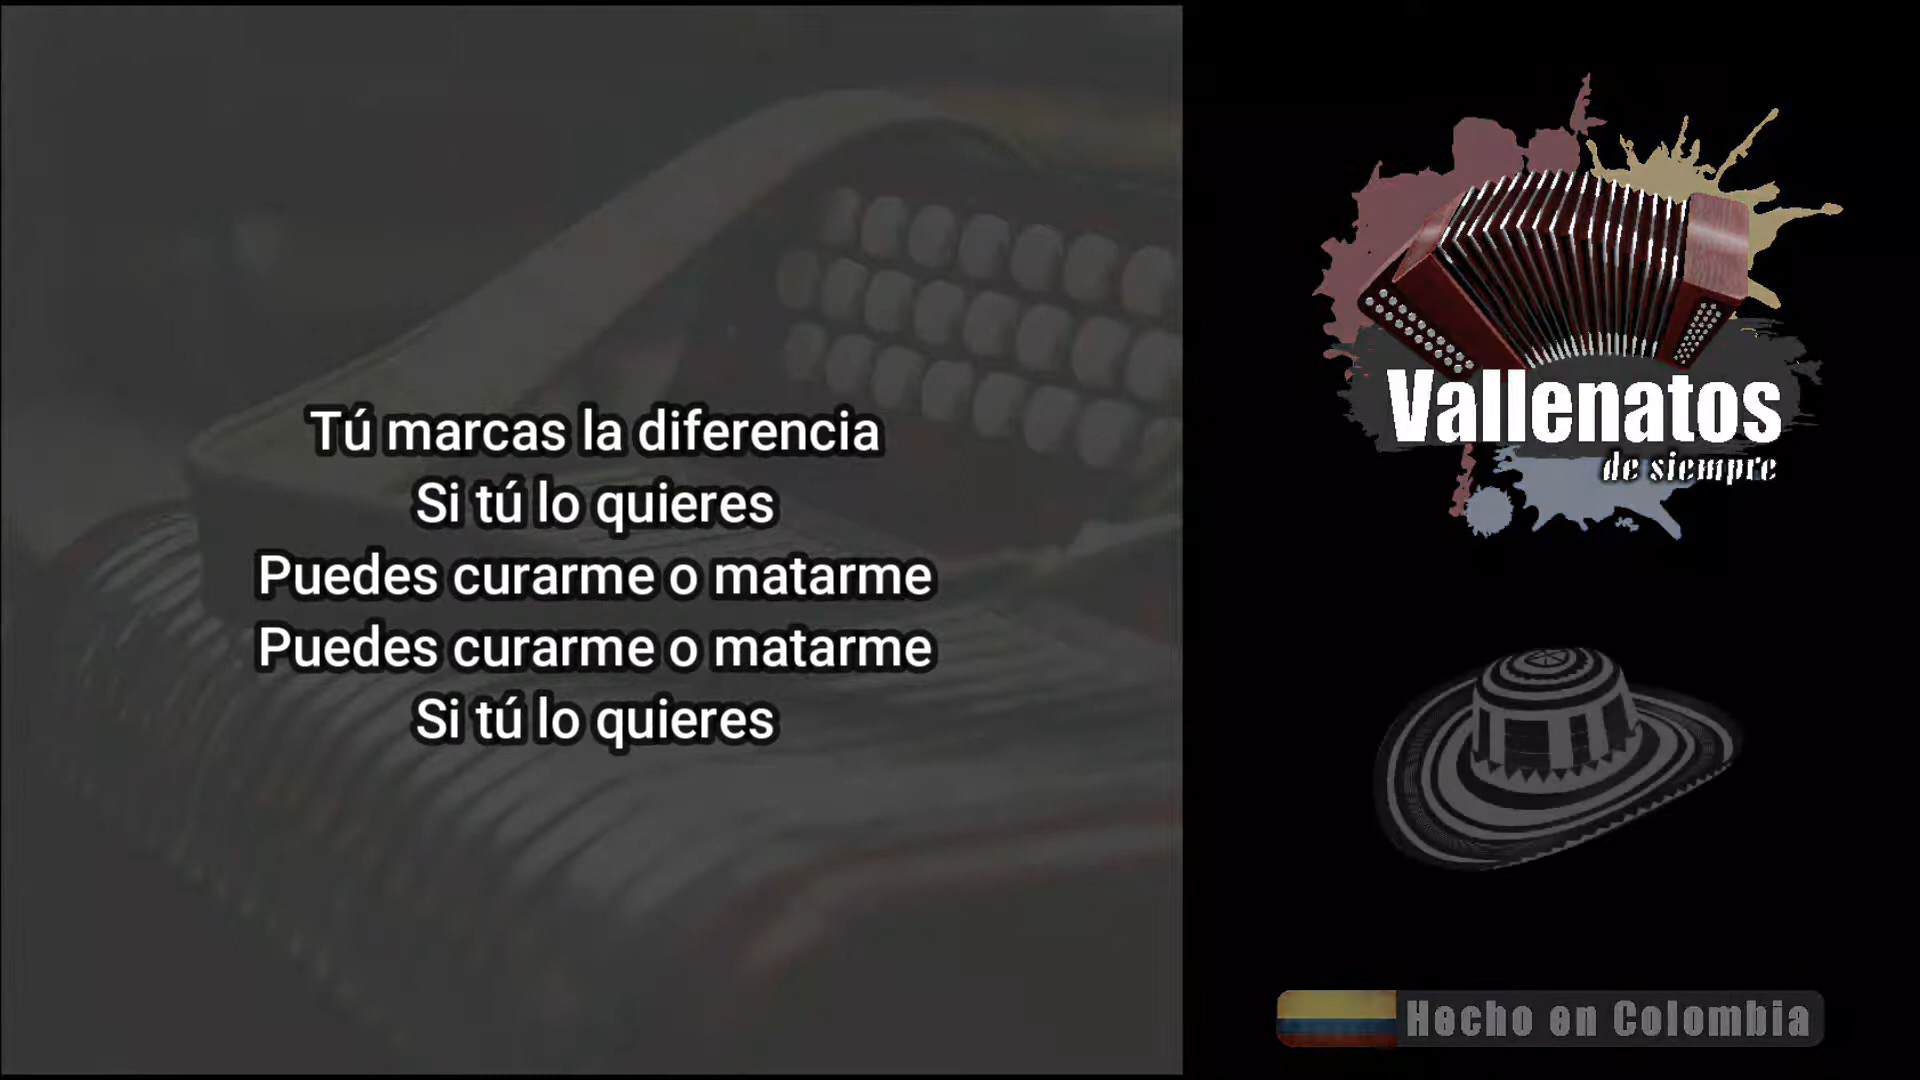 Tú marcas la diferencia
Si tú lo quieres
Puedes curarme o matarme
Puedes curarme o matarme
Si tú lo quieres
Vallenatos
de siempre
Hecho en Colombia